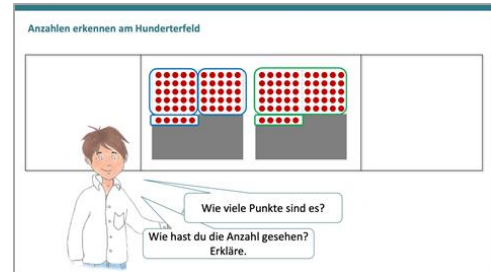 Anzahlen erkennen am Hunderterfeld
Wie viele Punkte sind es?
Wie hast du die Anzahl gesehen?
Erkläre.